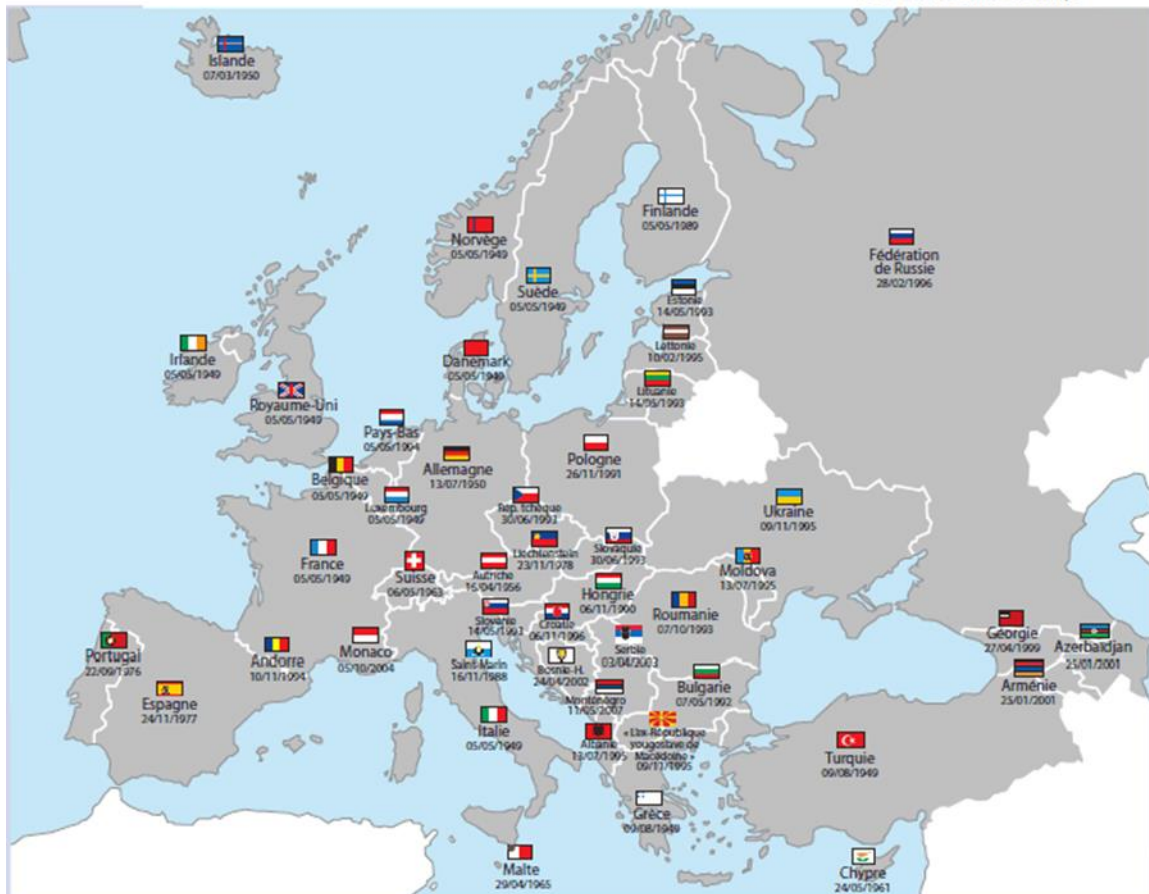 Islande
07/03/1950
Finlande
05/05/1989
Norvège
05/05/1949
Fédération
de Russie
28/02/1996
Suède
05/05/1949
Estonie
14/05/1993
Lettonie
10/02/1995
Irlande
05/05/1949
Danemark
05/05/1949
Lituanie
14/05/1993
Royaume-Uni
05/05/1949
Pays-Bas
Allemagne
13/07/1950
Pologne
26/11/1991
Belgique
05/05/1949
Luxembourg
05/05/1949
Rép. tchèque
Ukraine
09/11/1995
France
05/05/1949
Suisse
06/05/1963
Autriche
16/04/1956
Liechtenstein
23/11/1978
Slovaquie
30/06/1993
Moldova
13/07/1995
Hongrie
06/11/1990
Roumanie
07/10/1993
Slovénie
14/05/1993
Croatie
06/11/1996
Serbie
03/04/2003
Géorgie
27/04/1999
Azerbaïdjan
25/01/2001
Portugal
22/09/1976
Andorre
10/11/1994
Monaco
05/10/2004
Saint-Marin
16/11/1988
Bosnie-H.
24/04/2002
Monténégro
11/05/2007
Bulgarie
07/05/1992
Arménie
25/01/2001
Espagne
24/11/1977
Italie
05/05/1949
Albanie
13/07/1995
« L'ex-République
yougoslave de
Macédoine »
09/11/1995
Turquie
09/08/1949
Grèce
09/08/1949
Malte
29/04/1965
Chypre
24/05/1961